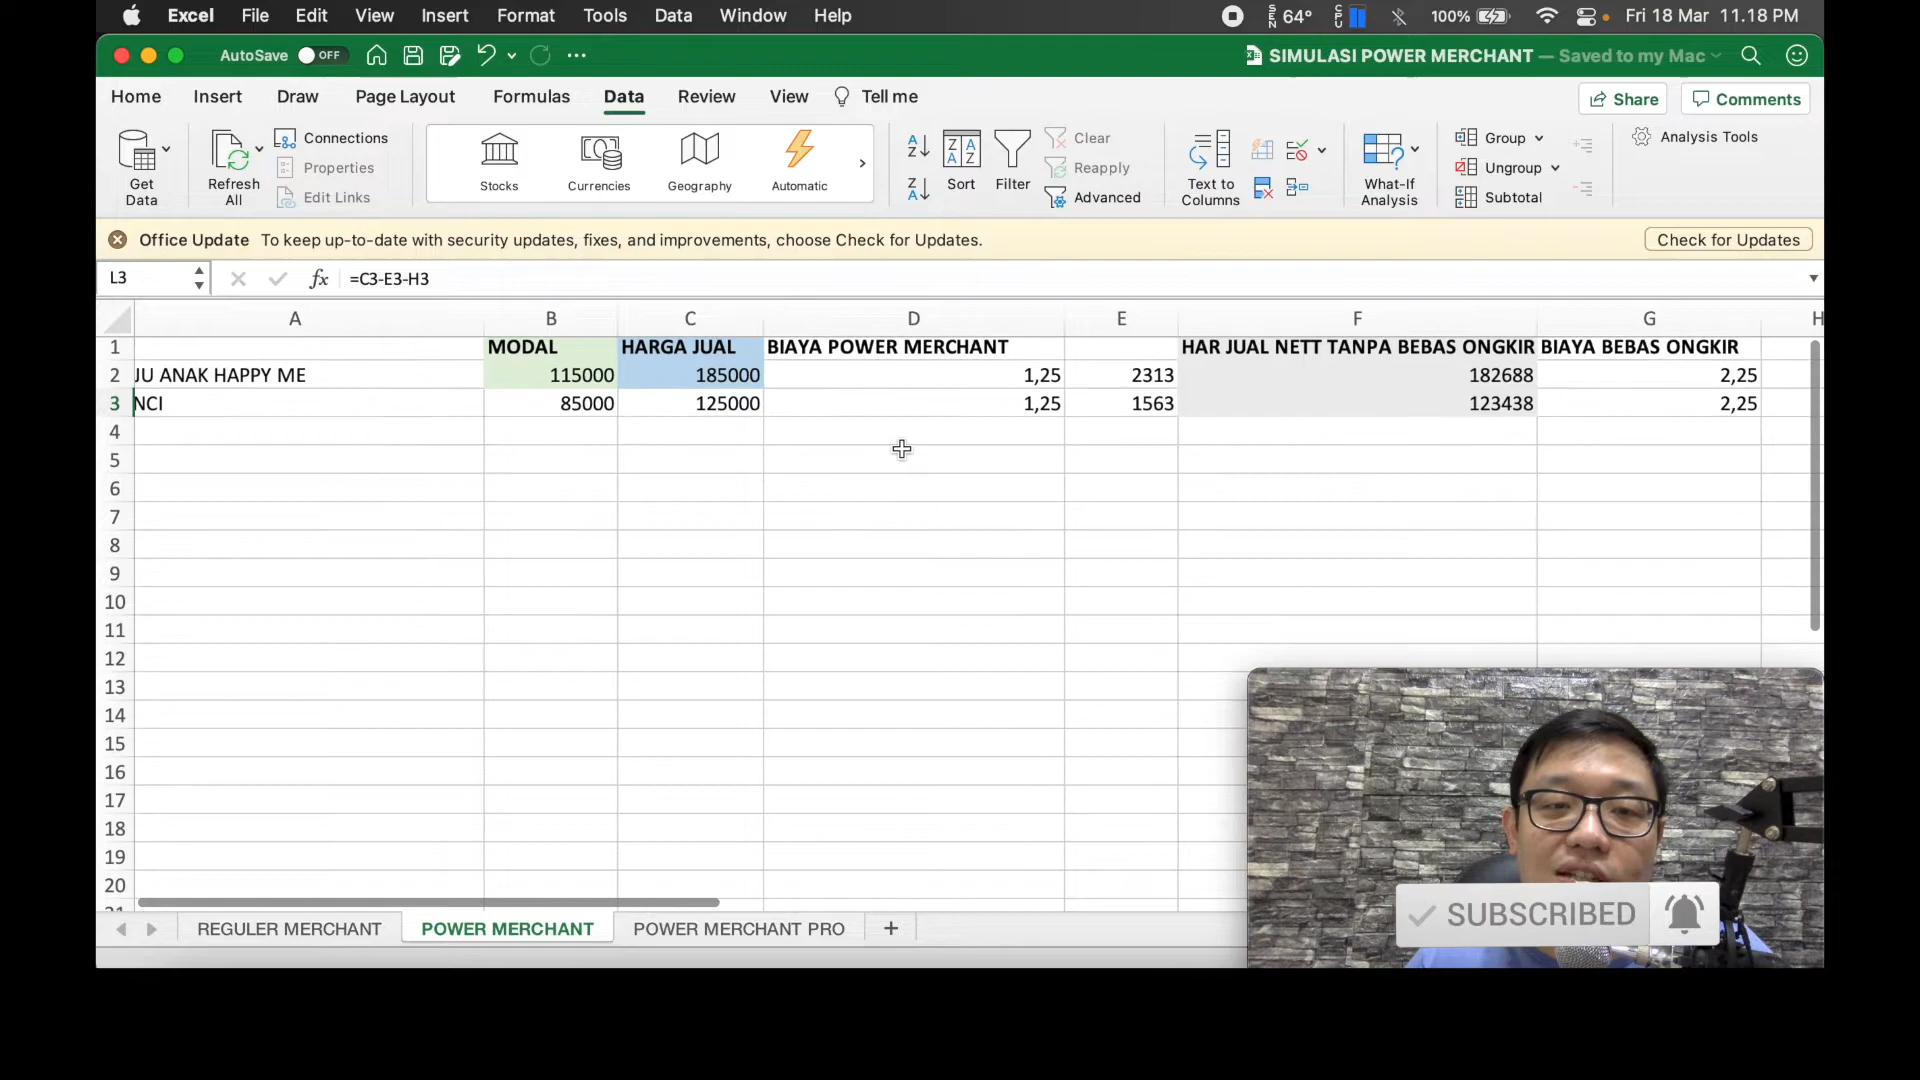 Excel File Edit View Insert Format Tools Data Window Help SEN 64° CPU 100% Fri 18 Mar 11.18 PM
AutoSave OFF SIMULASI POWER MERCHANT — Saved to my Mac
Home Insert Draw Page Layout Formulas Data Review View Tell me Share Comments
Get Data
Refresh All
Connections
Properties
Edit Links
Stocks Currencies Geography Automatic
Sort Filter
Clear
Reapply
Advanced
Text to Columns
What-If Analysis
Group
Ungroup
Subtotal
Analysis Tools
Office Update To keep up-to-date with security updates, fixes, and improvements, choose Check for Updates. Check for Updates
L3 fx =C3-E3-H3
A B C D E F G H
1 MODAL HARGA JUAL BIAYA POWER MERCHANT HAR JUAL NETT TANPA BEBAS ONGKIR BIAYA BEBAS ONGKIR
2 JU ANAK HAPPY ME 115000 185000 1,25 2313 182688 2,25
3 NCI 85000 125000 1,25 1563 123438 2,25
4
5
6
7
8
9
10
11
12
13
14
15
16
17
18
19
20
SUBSCRIBED
REGULER MERCHANT POWER MERCHANT POWER MERCHANT PRO +